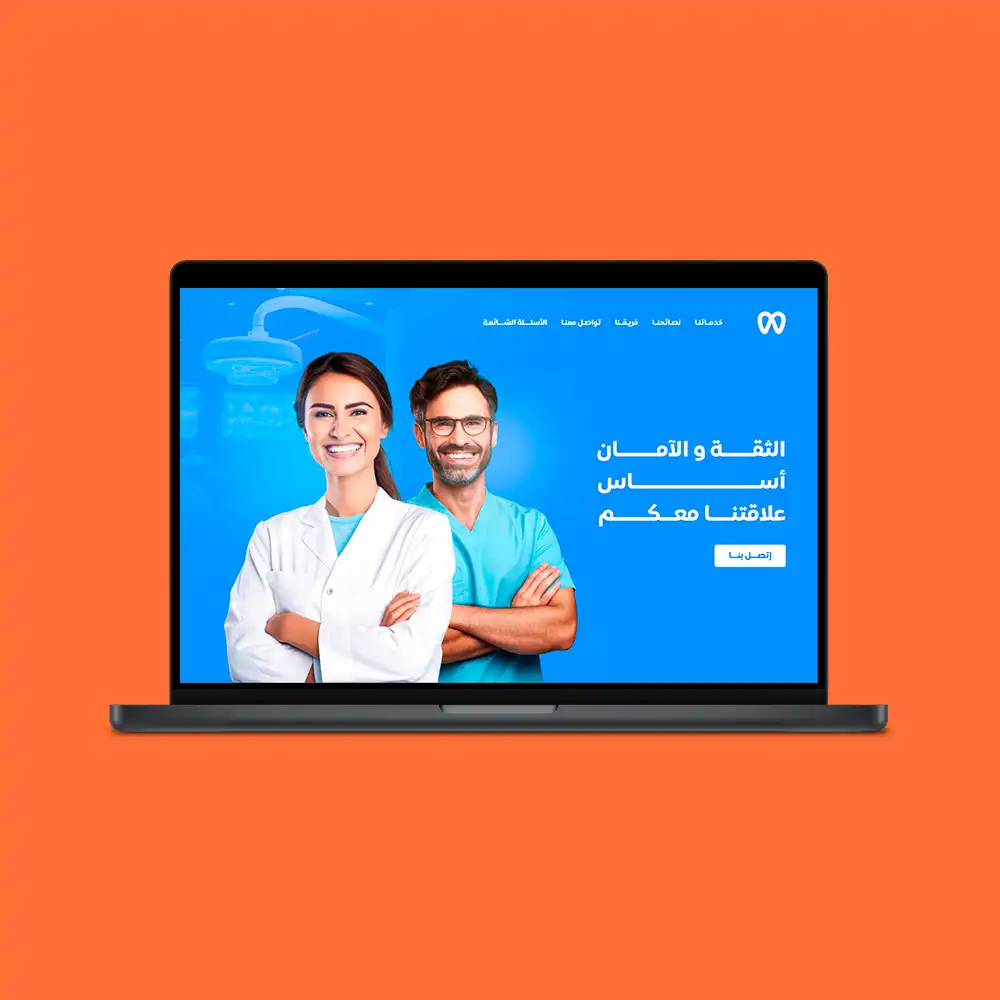 خدماتنا نصائحنا فريقنا تواصل معنا الأسئلة الشائعة
الثقة و الآمان
أساس
علاقتنا معكم
إتصل بنا